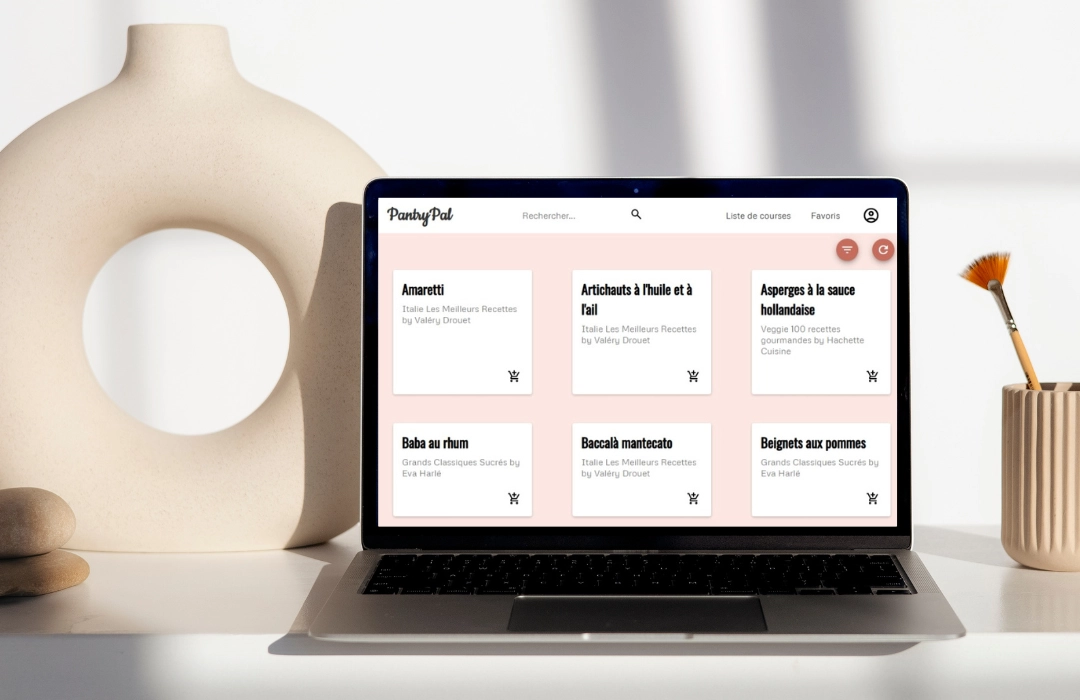 PantryPal
Rechercher...
Liste de courses
Favoris
Amaretti
Italie Les Meilleurs Recettes
by Valéry Drouet
Artichauts à l'huile et à
l'ail
Italie Les Meilleurs Recettes
by Valéry Drouet
Asperges à la sauce
hollandaise
Veggie 100 recettes
gourmandes by Hachette
Cuisine
Baba au rhum
Grands Classiques Sucrés by
Eva Harlé
Baccalà mantecato
Italie Les Meilleurs Recettes
by Valéry Drouet
Beignets aux pommes
Grands Classiques Sucrés by
Eva Harlé